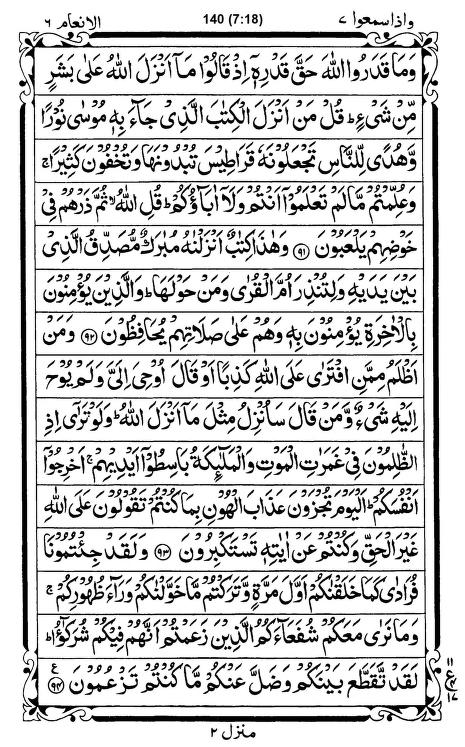 واذاسمعوا ٧ 140 (7:18) الانعام ٦
وَمَا قَدَرُوا اللّٰهَ حَقَّ قَدْرِهٖٓ اِذْ قَالُوْا مَآ اَنْزَلَ اللّٰهُ عَلٰى بَشَرٍ
مِّنْ شَىْءٍ ؕ قُلْ مَنْ اَنْزَلَ الْكِتٰبَ الَّذِىْ جَآءَ بِهٖ مُوْسٰى نُوْرًا
وَّهُدًى لِّلنَّاسِ تَجْعَلُوْنَهٗ قَرَاطِيْسَ تُبْدُوْنَهَا وَتُخْفُوْنَ كَثِيْرًا ۚ
وَعُلِّمْتُمْ مَّا لَمْ تَعْلَمُوْٓا اَنْتُمْ وَلَاۤ اٰبَآؤُكُمْ ؕ قُلِ اللّٰهُ ۙ ثُمَّ ذَرْهُمْ فِىْ
خَوْضِهِمْ يَلْعَبُوْنَ ﴿٩١﴾ وَهٰذَا كِتٰبٌ اَنْزَلْنٰهُ مُبٰرَكٌ مُّصَدِّقُ الَّذِىْ
بَيْنَ يَدَيْهِ وَلِتُنْذِرَ اُمَّ الْقُرٰى وَمَنْ حَوْلَهَا ؕ وَالَّذِيْنَ يُؤْمِنُوْنَ
بِالْاٰخِرَةِ يُؤْمِنُوْنَ بِهٖ وَهُمْ عَلٰى صَلَاتِهِمْ يُحَافِظُوْنَ ﴿٩٢﴾ وَمَنْ
اَظْلَمُ مِمَّنِ افْتَرٰى عَلَى اللّٰهِ كَذِبًا اَوْ قَالَ اُوْحِىَ اِلَىَّ وَلَمْ يُوْحَ
اِلَيْهِ شَىْءٌ وَّمَنْ قَالَ سَاُنْزِلُ مِثْلَ مَآ اَنْزَلَ اللّٰهُ ؕ وَلَوْ تَرٰٓى اِذِ
الظّٰلِمُوْنَ فِىْ غَمَرٰتِ الْمَوْتِ وَالْمَلٰٓئِكَةُ بَاسِطُوْٓا اَيْدِيْهِمْ ۚ اَخْرِجُوْٓا
اَنْفُسَكُمْ ؕ اَلْيَوْمَ تُجْزَوْنَ عَذَابَ الْهُوْنِ بِمَا كُنْتُمْ تَقُوْلُوْنَ عَلَى اللّٰهِ
غَيْرَ الْحَقِّ وَكُنْتُمْ عَنْ اٰيٰتِهٖ تَسْتَكْبِرُوْنَ ﴿٩٣﴾ وَلَقَدْ جِئْتُمُوْنَا
فُرَادٰى كَمَا خَلَقْنٰكُمْ اَوَّلَ مَرَّةٍ وَّتَرَكْتُمْ مَّا خَوَّلْنٰكُمْ وَرَآءَ ظُهُوْرِكُمْ ۚ
وَمَا نَرٰى مَعَكُمْ شُفَعَآءَكُمُ الَّذِيْنَ زَعَمْتُمْ اَنَّهُمْ فِيْكُمْ شُرَكٰٓؤُا ؕ
لَقَدْ تَّقَطَّعَ بَيْنَكُمْ وَضَلَّ عَنْكُمْ مَّا كُنْتُمْ تَزْعُمُوْنَ ﴿٩٤﴾ ع
منزل ٢